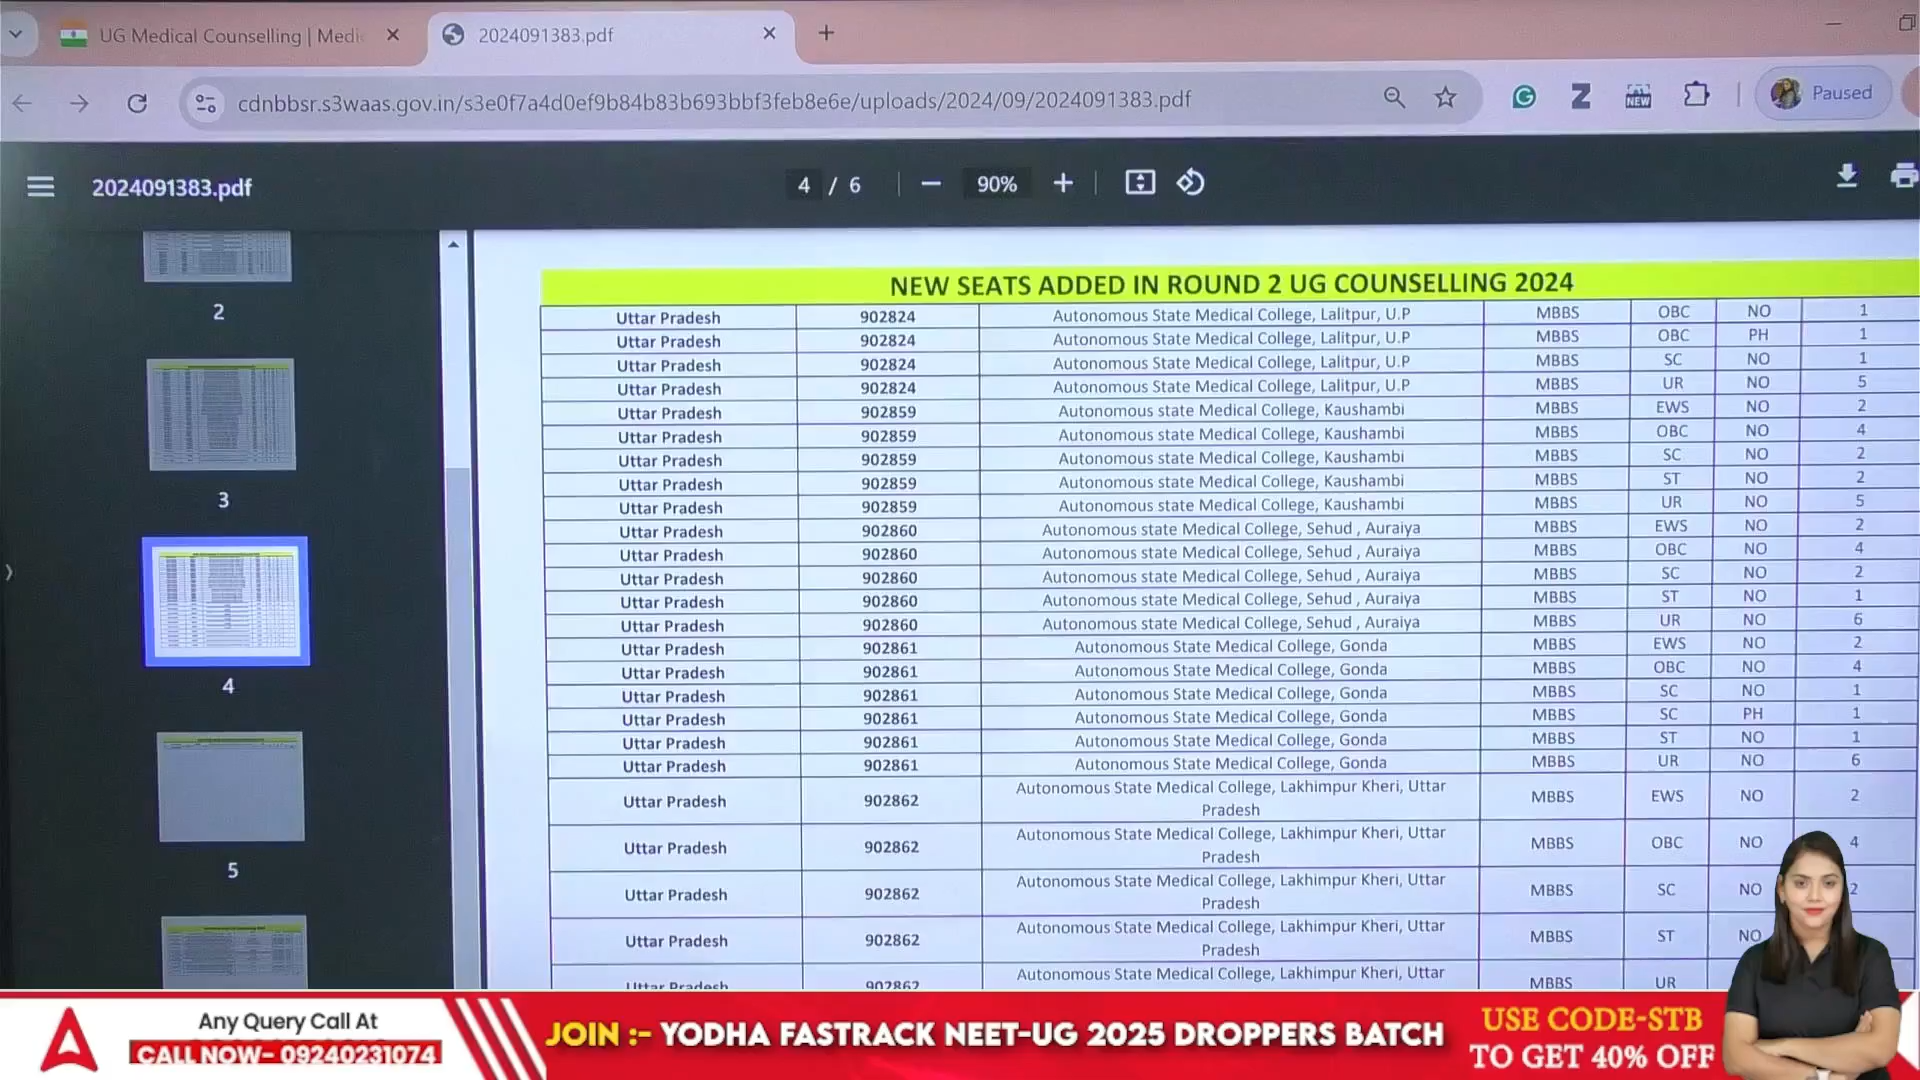 UG Medical Counselling | Medic
2024091383.pdf
cdnbbsr.s3waas.gov.in/s3e0f7a4d0ef9b84b83b693bbf3feb8e6e/uploads/2024/09/2024091383.pdf
NEW
Paused
2024091383.pdf
4 / 6
90%
2
3
4
5
NEW SEATS ADDED IN ROUND 2 UG COUNSELLING 2024
Uttar Pradesh 902824 Autonomous State Medical College, Lalitpur, U.P MBBS OBC NO 1
Uttar Pradesh 902824 Autonomous State Medical College, Lalitpur, U.P MBBS OBC PH 1
Uttar Pradesh 902824 Autonomous State Medical College, Lalitpur, U.P MBBS SC NO 1
Uttar Pradesh 902824 Autonomous State Medical College, Lalitpur, U.P MBBS UR NO 5
Uttar Pradesh 902859 Autonomous state Medical College, Kaushambi MBBS EWS NO 2
Uttar Pradesh 902859 Autonomous state Medical College, Kaushambi MBBS OBC NO 4
Uttar Pradesh 902859 Autonomous state Medical College, Kaushambi MBBS SC NO 2
Uttar Pradesh 902859 Autonomous state Medical College, Kaushambi MBBS ST NO 2
Uttar Pradesh 902859 Autonomous state Medical College, Kaushambi MBBS UR NO 5
Uttar Pradesh 902860 Autonomous state Medical College, Sehud , Auraiya MBBS EWS NO 2
Uttar Pradesh 902860 Autonomous state Medical College, Sehud , Auraiya MBBS OBC NO 4
Uttar Pradesh 902860 Autonomous state Medical College, Sehud , Auraiya MBBS SC NO 2
Uttar Pradesh 902860 Autonomous state Medical College, Sehud , Auraiya MBBS ST NO 1
Uttar Pradesh 902860 Autonomous state Medical College, Sehud , Auraiya MBBS UR NO 6
Uttar Pradesh 902861 Autonomous State Medical College, Gonda MBBS EWS NO 2
Uttar Pradesh 902861 Autonomous State Medical College, Gonda MBBS OBC NO 4
Uttar Pradesh 902861 Autonomous State Medical College, Gonda MBBS SC NO 1
Uttar Pradesh 902861 Autonomous State Medical College, Gonda MBBS SC PH 1
Uttar Pradesh 902861 Autonomous State Medical College, Gonda MBBS ST NO 1
Uttar Pradesh 902861 Autonomous State Medical College, Gonda MBBS UR NO 6
Uttar Pradesh 902862 Autonomous State Medical College, Lakhimpur Kheri, Uttar
Pradesh MBBS EWS NO 2
Uttar Pradesh 902862 Autonomous State Medical College, Lakhimpur Kheri, Uttar
Pradesh MBBS OBC NO 4
Uttar Pradesh 902862 Autonomous State Medical College, Lakhimpur Kheri, Uttar
Pradesh MBBS SC NO 2
Uttar Pradesh 902862 Autonomous State Medical College, Lakhimpur Kheri, Uttar
Pradesh MBBS ST NO
Uttar Pradesh 902862 Autonomous State Medical College, Lakhimpur Kheri, Uttar MBBS UR
Any Query Call At
CALL NOW- 09240231074
JOIN :- YODHA FASTRACK NEET-UG 2025 DROPPERS BATCH
USE CODE-STB
TO GET 40% OFF